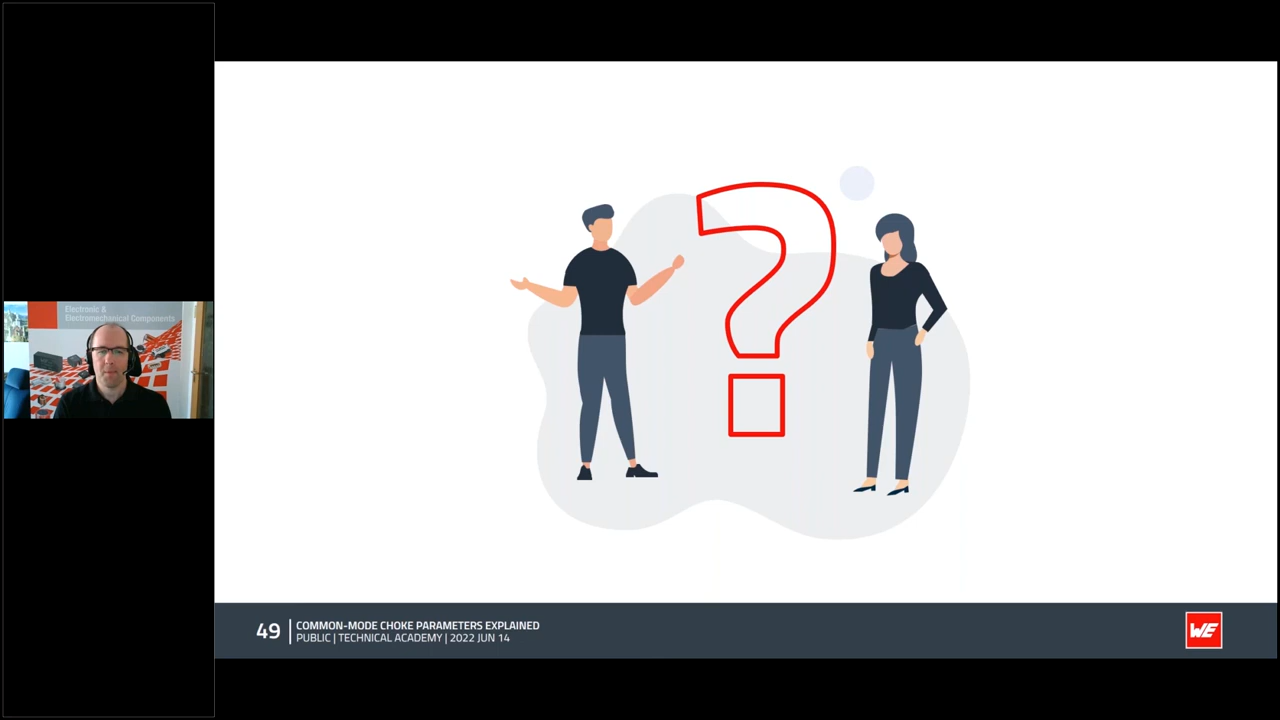 Electronic &
Electromechanical Components
?
49
COMMON-MODE CHOKE PARAMETERS EXPLAINED
PUBLIC | TECHNICAL ACADEMY | 2022 JUN 14
WE